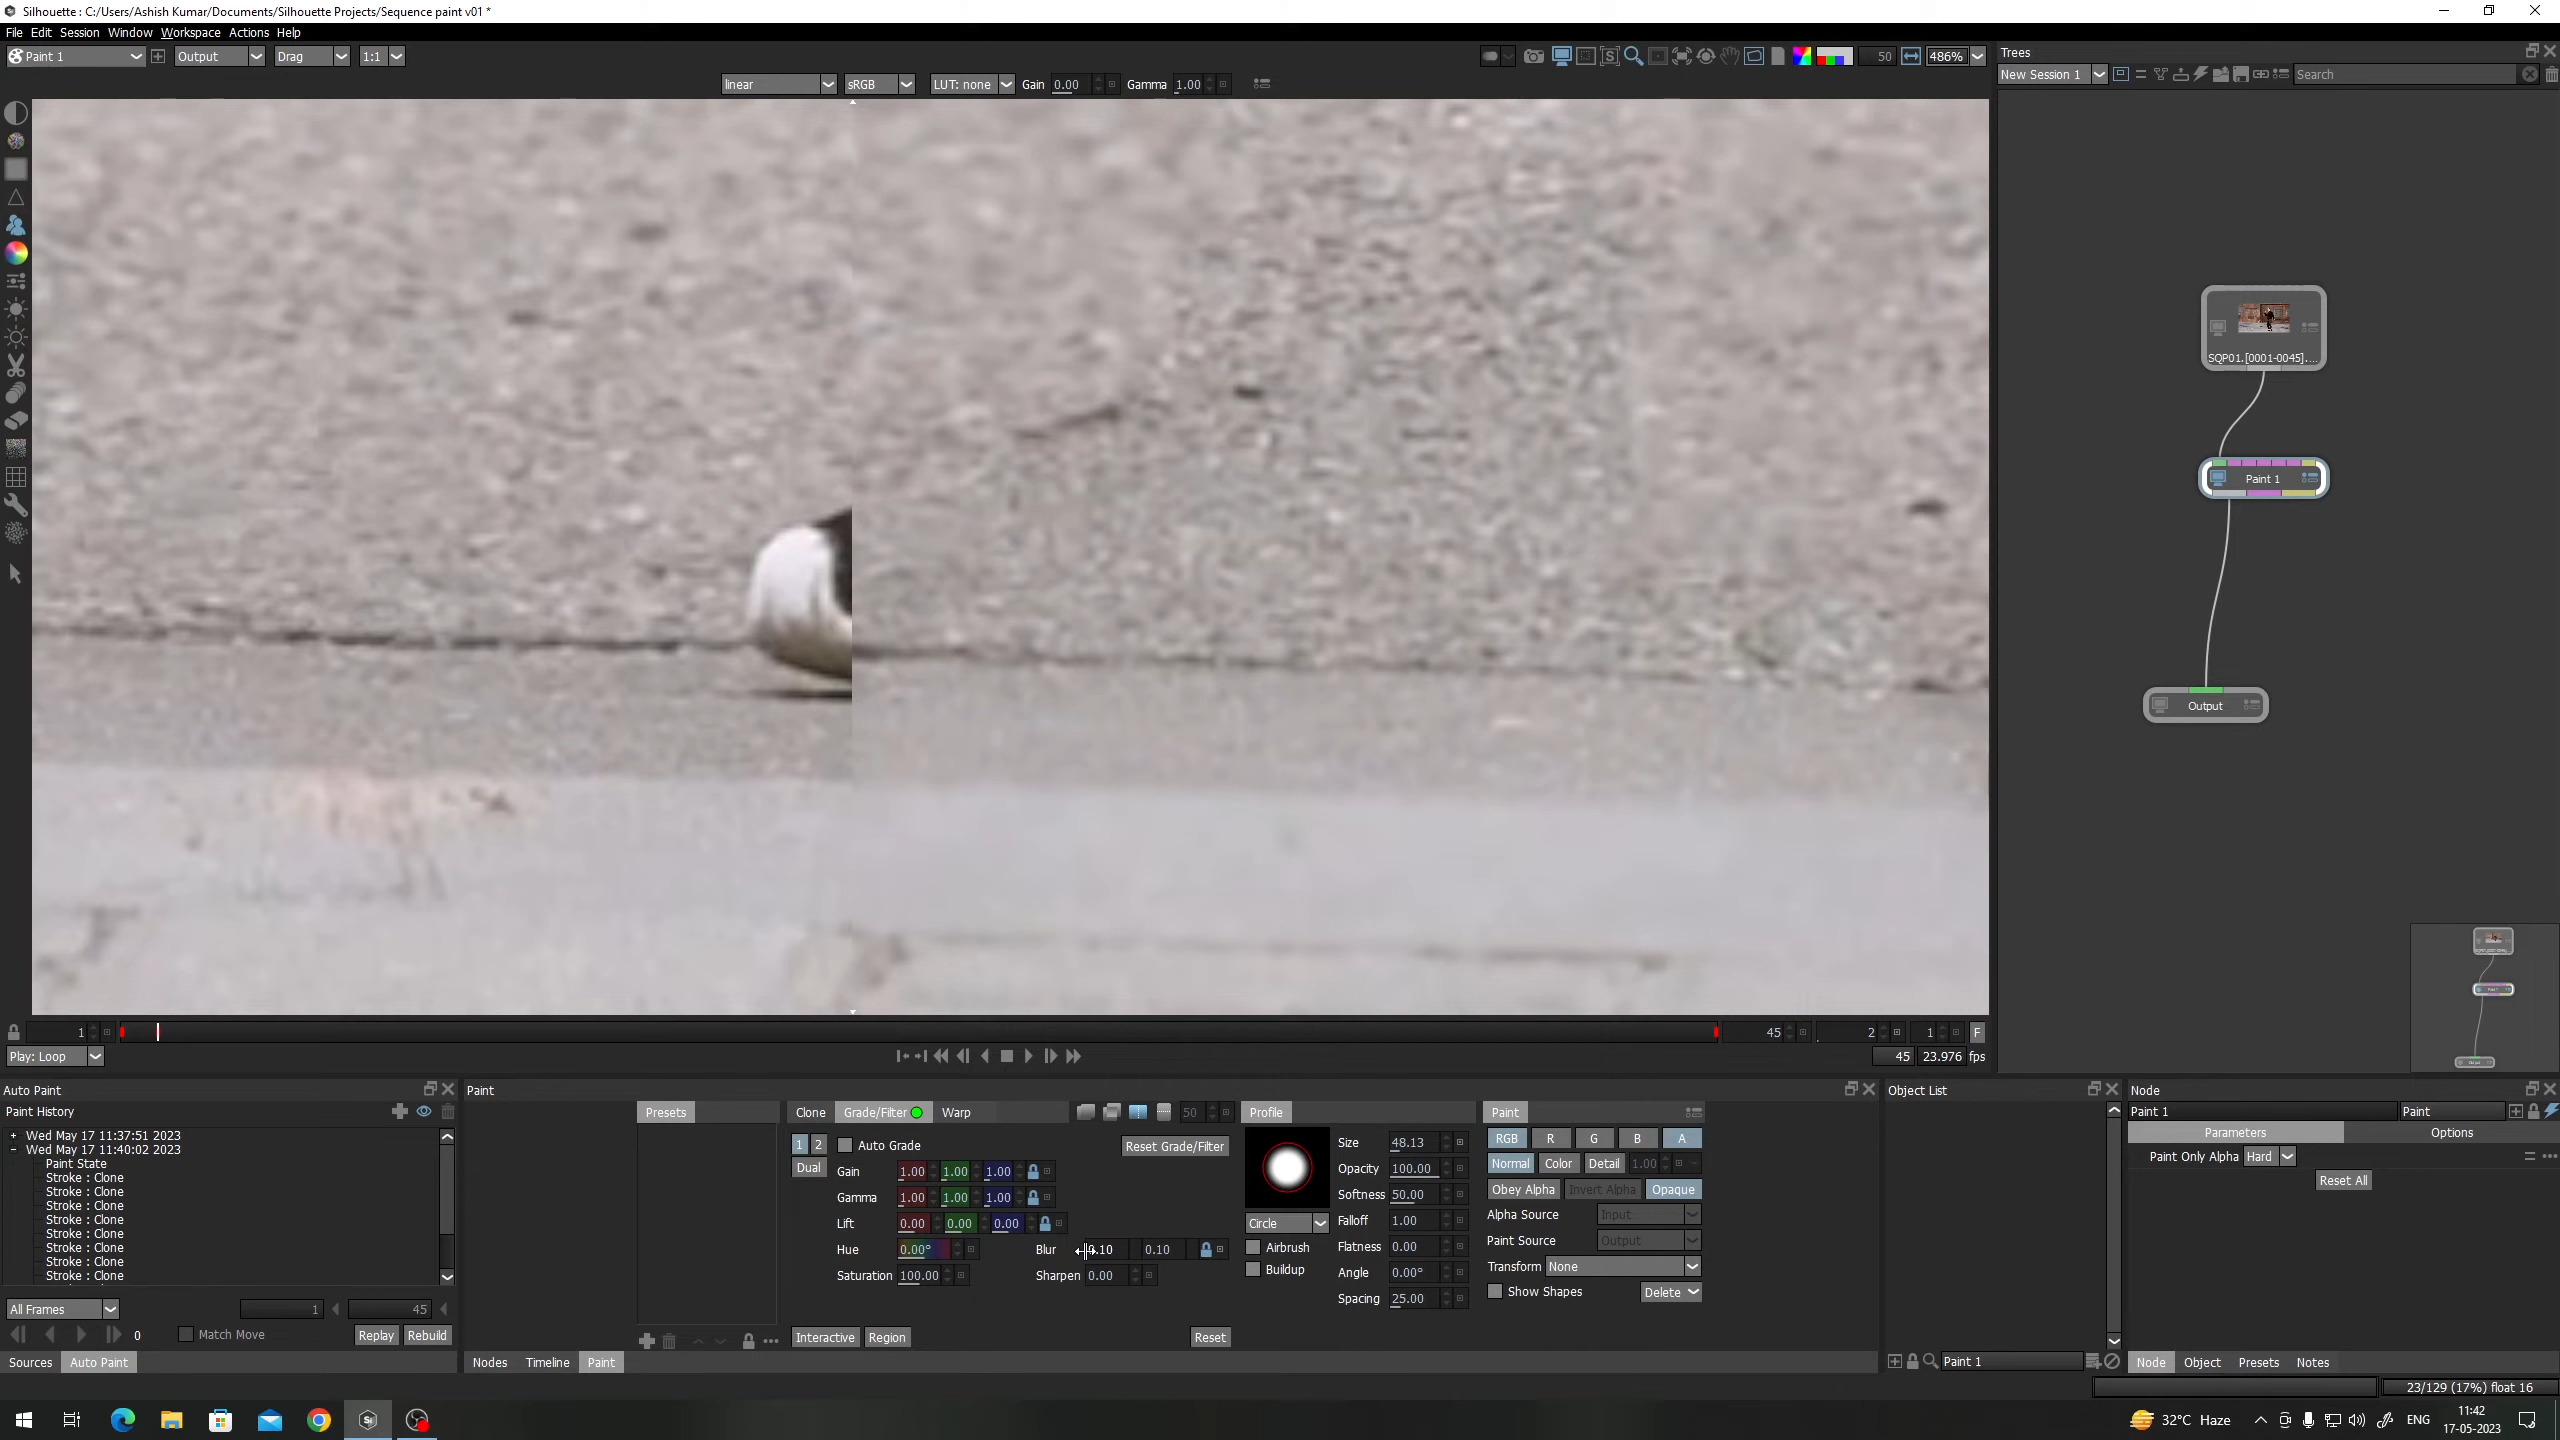 Silhouette : C:/Users/Ashish Kumar/Documents/Silhouette Projects/Sequence paint v01 *
File Edit Session Window Workspace Actions Help
Paint 1 Output Drag 1:1 50 486%
linear sRGB LUT: none Gain 0.00 Gamma 1.00
Trees
New Session 1 Search
SQP01.[0001-0045]....
Paint 1
Output
1 45 2 1 F
Play: Loop 45 23.976 fps
Auto Paint
Paint History
Wed May 17 11:37:51 2023
Wed May 17 11:40:02 2023
Paint State
Stroke : Clone
Stroke : Clone
Stroke : Clone
Stroke : Clone
Stroke : Clone
Stroke : Clone
Stroke : Clone
Stroke : Clone
All Frames 1 45
0 Match Move Replay Rebuild
Sources Auto Paint
Paint
Presets
Clone Grade/Filter Warp 50
1 2 Auto Grade Reset Grade/Filter
Dual
Gain 1.00 1.00 1.00
Gamma 1.00 1.00 1.00
Lift 0.00 0.00 0.00
Hue 0.00° Blur 0.10 0.10
Saturation 100.00 Sharpen 0.00
Interactive Region Reset
Nodes Timeline Paint
Profile
Circle
Airbrush
Buildup
Size 48.13
Opacity 100.00
Softness 50.00
Falloff 1.00
Flatness 0.00
Angle 0.00°
Spacing 25.00
Paint
RGB R G B A
Normal Color Detail 1.00
Obey Alpha Invert Alpha Opaque
Alpha Source Input
Paint Source Output
Transform None
Show Shapes Delete
Object List
Paint 1
Node
Paint 1 Paint
Parameters Options
Paint Only Alpha Hard
Reset All
Node Object Presets Notes
23/129 (17%) float 16
32°C Haze ENG 11:42
17-05-2023